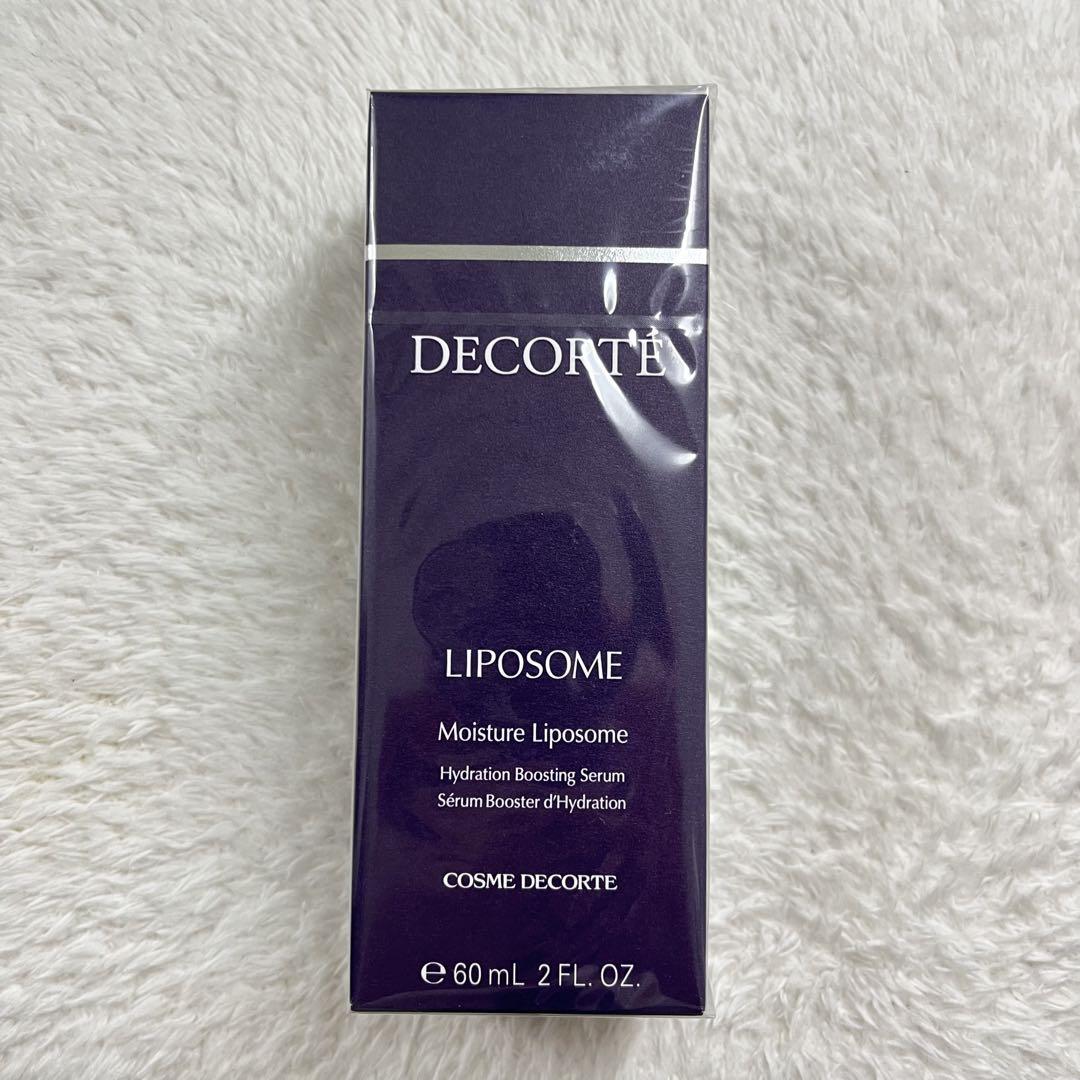 DECORTÉ
LIPOSOME
Moisture Liposome
Hydration Boosting Serum
Sérum Booster d'Hydration
COSME DECORTE
℮ 60 mL 2 FL. OZ.